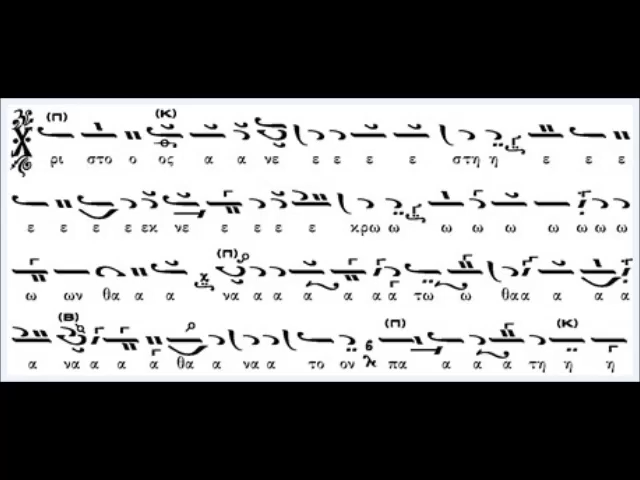 (Π) (Κ)
Χ ρι στο ο ος α α νε ε ε ε ε στη η ε ε ε
ε ε ε εκ νε ε ε ε ε κρω ω ω ω ω ω ω ω ω
(Π)
ω ων θα α α να α α α α α α τω ω θαα α α α α
(Β) (Π) (Κ)
α να α α α θα α α να α το ον πα α α α τη η η